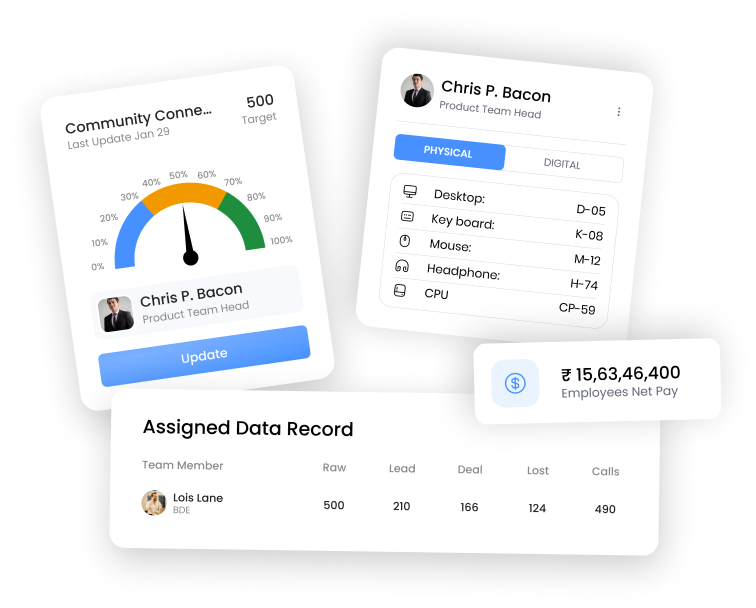 Community Conne...
500
Last Update Jan 29
Target
0%
10%
20%
30%
40%
50%
60%
70%
80%
90%
100%
Chris P. Bacon
Product Team Head
Update
Chris P. Bacon
Product Team Head
PHYSICAL
DIGITAL
Desktop: D-05
Key board: K-08
Mouse: M-12
Headphone: H-74
CPU CP-59
₹ 15,63,46,400
Employees Net Pay
Assigned Data Record
Team Member Raw Lead Deal Lost Calls
Lois Lane 500 210 166 124 490
BDE